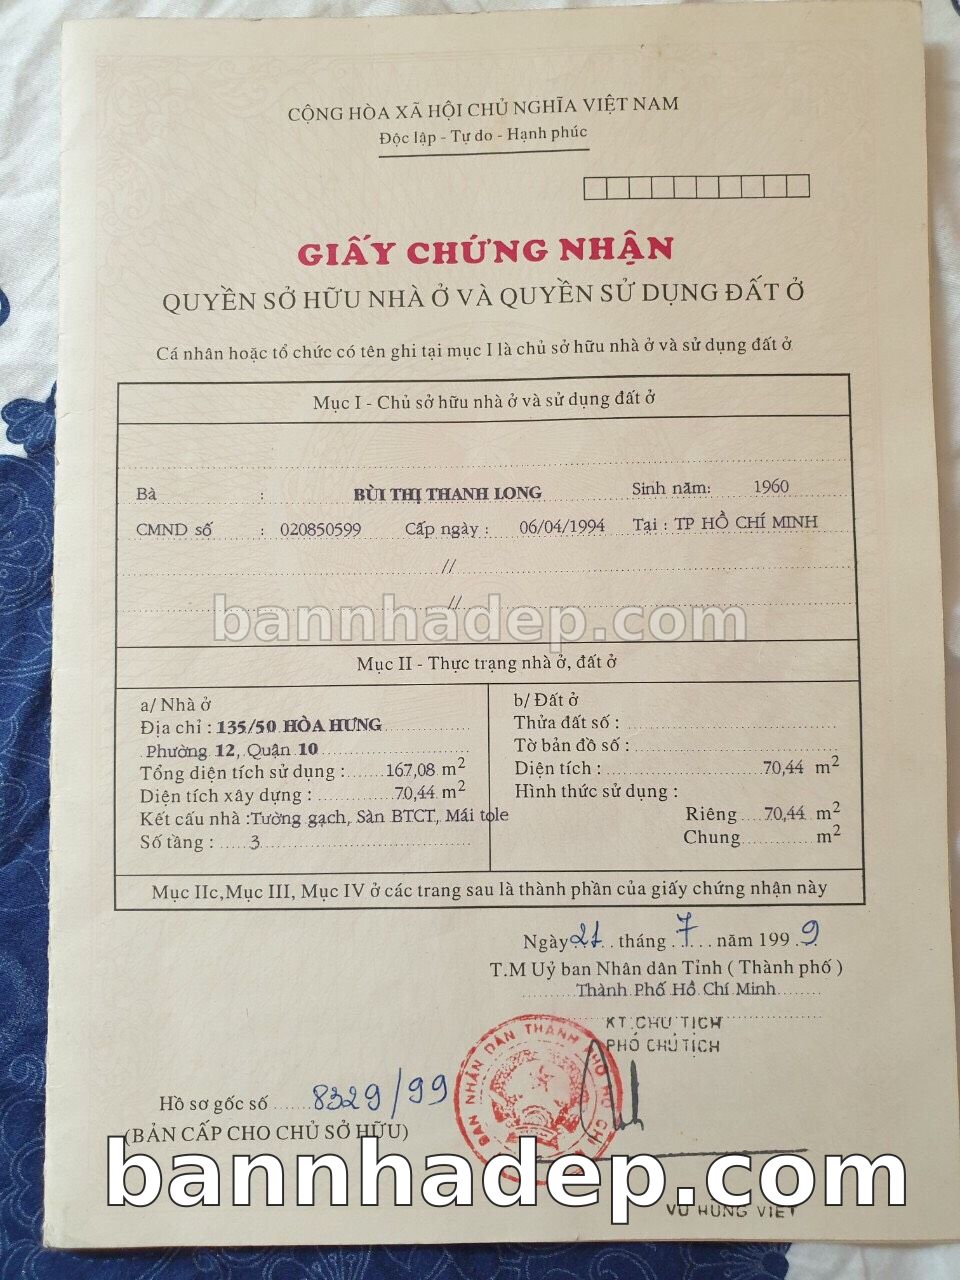 CỘNG HÒA XÃ HỘI CHỦ NGHĨA VIỆT NAM
Độc lập - Tự do - Hạnh phúc
GIẤY CHỨNG NHẬN
QUYỀN SỞ HỮU NHÀ Ở VÀ QUYỀN SỬ DỤNG ĐẤT Ở
Cá nhân hoặc tổ chức có tên ghi tại mục I là chủ sở hữu nhà ở và sử dụng đất ở
Mục I - Chủ sở hữu nhà ở và sử dụng đất ở
Bà : BÙI THỊ THANH LONG Sinh năm: 1960
CMND số : 020850599 Cấp ngày : 06/04/1994 Tại : TP HỒ CHÍ MINH
//
//
bannhadep.com
Mục II - Thực trạng nhà ở, đất ở
a/ Nhà ở
Địa chỉ : 135/50 HÒA HƯNG
Phường 12, Quận 10
Tổng diện tích sử dụng : 167,08 m²
Diện tích xây dựng : 70,44 m²
Kết cấu nhà :Tường gạch, Sàn BTCT, Mái tole
Số tầng : 3
b/ Đất ở
Thửa đất số :
Tờ bản đồ số :
Diện tích : 70,44 m²
Hình thức sử dụng :
Riêng 70,44 m²
Chung m²
Mục IIc,Mục III, Mục IV ở các trang sau là thành phần của giấy chứng nhận này
Ngày 21 tháng 7 năm 1999
T.M Uỷ ban Nhân dân Tỉnh ( Thành phố )
Thành Phố Hồ Chí Minh
KT.CHỦ TỊCH
PHÓ CHỦ TỊCH
BAN NHÂN DÂN THÀNH PHỐ HỒ CHÍ
Hồ sơ gốc số 8329/99
(BẢN CẤP CHO CHỦ SỞ HỮU)
bannhadep.com
VÕ HÙNG VIỆT